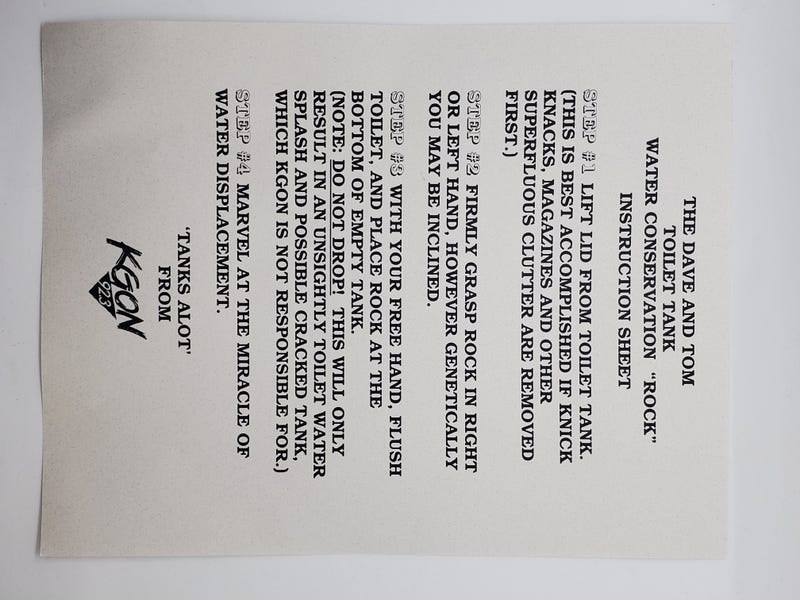 THE DAVE AND TOM
TOILET TANK
WATER CONSERVATION "ROCK"
INSTRUCTION SHEET
STEP #1 LIFT LID FROM TOILET TANK.
(THIS IS BEST ACCOMPLISHED IF KNICK
KNACKS, MAGAZINES AND OTHER
SUPERFLUOUS CLUTTER ARE REMOVED
FIRST.)
STEP #2 FIRMLY GRASP ROCK IN RIGHT
OR LEFT HAND, HOWEVER GENETICALLY
YOU MAY BE INCLINED.
STEP #3 WITH YOUR FREE HAND, FLUSH
TOILET, AND PLACE ROCK AT THE
BOTTOM OF EMPTY TANK.
(NOTE: DO NOT DROP! THIS WILL ONLY
RESULT IN AN UNSIGHTLY TOILET WATER
SPLASH AND POSSIBLE CRACKED TANK,
WHICH KGON IS NOT RESPONSIBLE FOR.)
STEP #4 MARVEL AT THE MIRACLE OF
WATER DISPLACEMENT.
'TANKS ALOT'
FROM
KGON
92.3